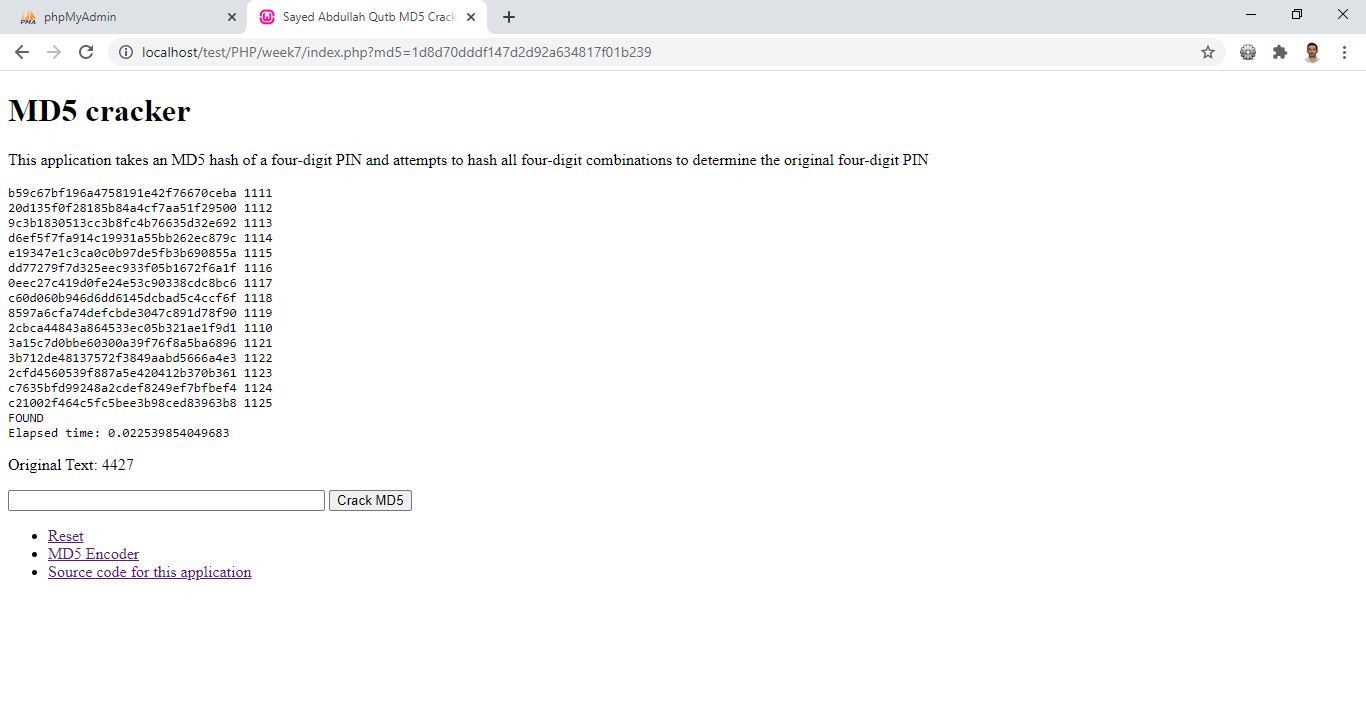 phpMyAdmin
Sayed Abdullah Qutb MD5 Crack
localhost/test/PHP/week7/index.php?md5=1d8d70dddf147d2d92a634817f01b239
MD5 cracker
This application takes an MD5 hash of a four-digit PIN and attempts to hash all four-digit combinations to determine the original four-digit PIN
b59c67bf196a4758191e42f76670ceba 1111
20d135f0f28185b84a4cf7aa51f29500 1112
9c3b1830513cc3b8fc4b76635d32e692 1113
d6ef5f7fa914c19931a55bb262ec879c 1114
e19347e1c3ca0c0b97de5fb3b690855a 1115
dd77279f7d325eec933f05b1672f6a1f 1116
0eec27c419d0fe24e53c90338cdc8bc6 1117
c60d060b946d6dd6145dcbad5c4ccf6f 1118
8597a6cfa74defcbde3047c891d78f90 1119
2cbca44843a864533ec05b321ae1f9d1 1110
3a15c7d0bbe60300a39f76f8a5ba6896 1121
3b712de48137572f3849aabd5666a4e3 1122
2cfd4560539f887a5e420412b370b361 1123
c7635bfd99248a2cdef8249ef7bfbef4 1124
c21002f464c5fc5bee3b98ced83963b8 1125
FOUND
Elapsed time: 0.022539854049683
Original Text: 4427
Crack MD5
Reset
MD5 Encoder
Source code for this application